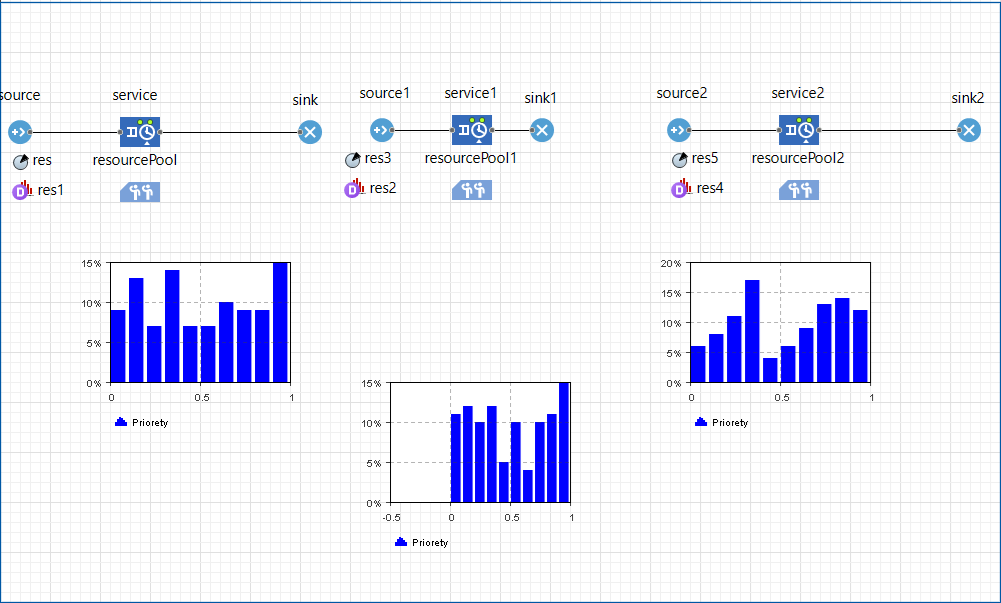 source
service
sink
res
resourcePool
res1
source1
service1
sink1
res3
resourcePool1
res2
source2
service2
sink2
res5
resourcePool2
res4
15%
10%
5%
0%
0 0.5 1
Priorety
15%
10%
5%
0%
-0.5 0 0.5 1
Priorety
20%
15%
10%
5%
0%
0 0.5 1
Priorety